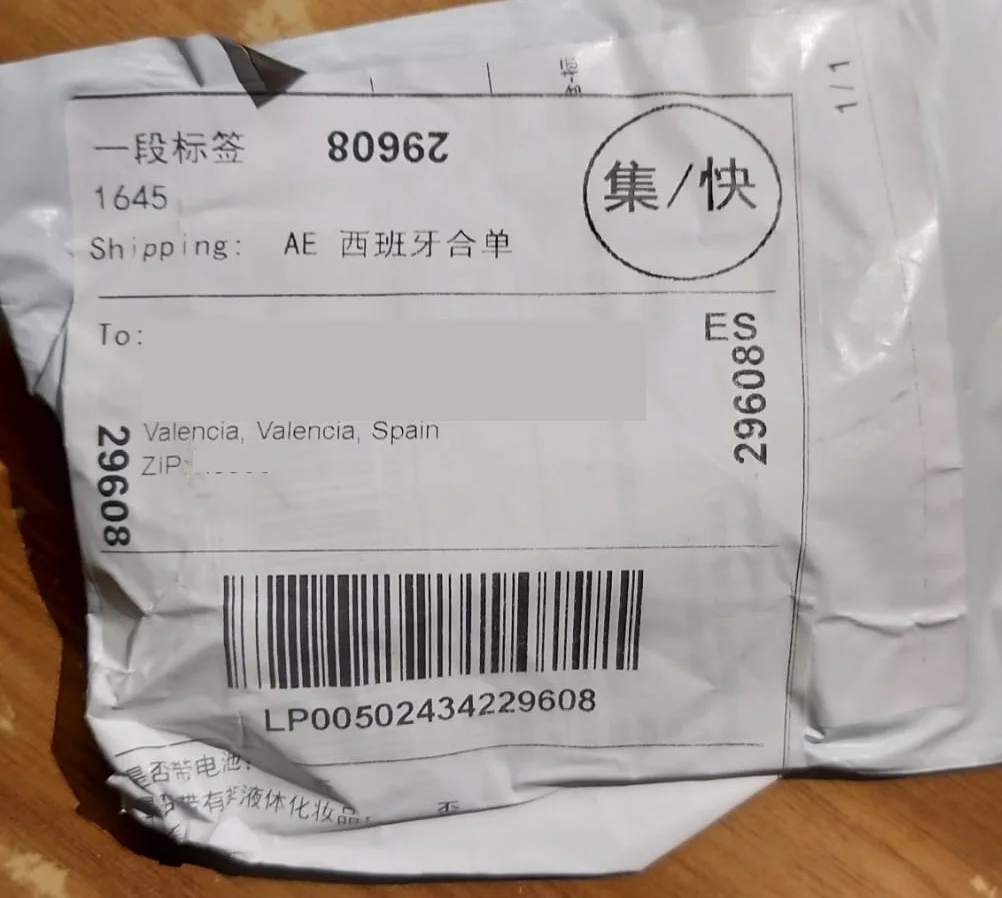 1/1
一段标签
29608
集/快
1645
Shipping: AE 西班牙合单
To:
ES
29608
Valencia, Valencia, Spain
ZiP:
29608
LP00502434229608
是否带电池:
带有非液体化妆品: 否